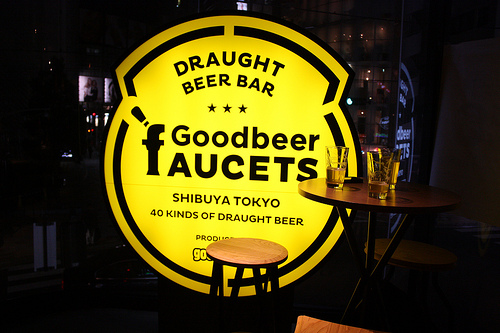 DRAUGHT
BEER BAR
Goodbeer
fAUCETS
SHIBUYA TOKYO
40 KINDS OF DRAUGHT BEER